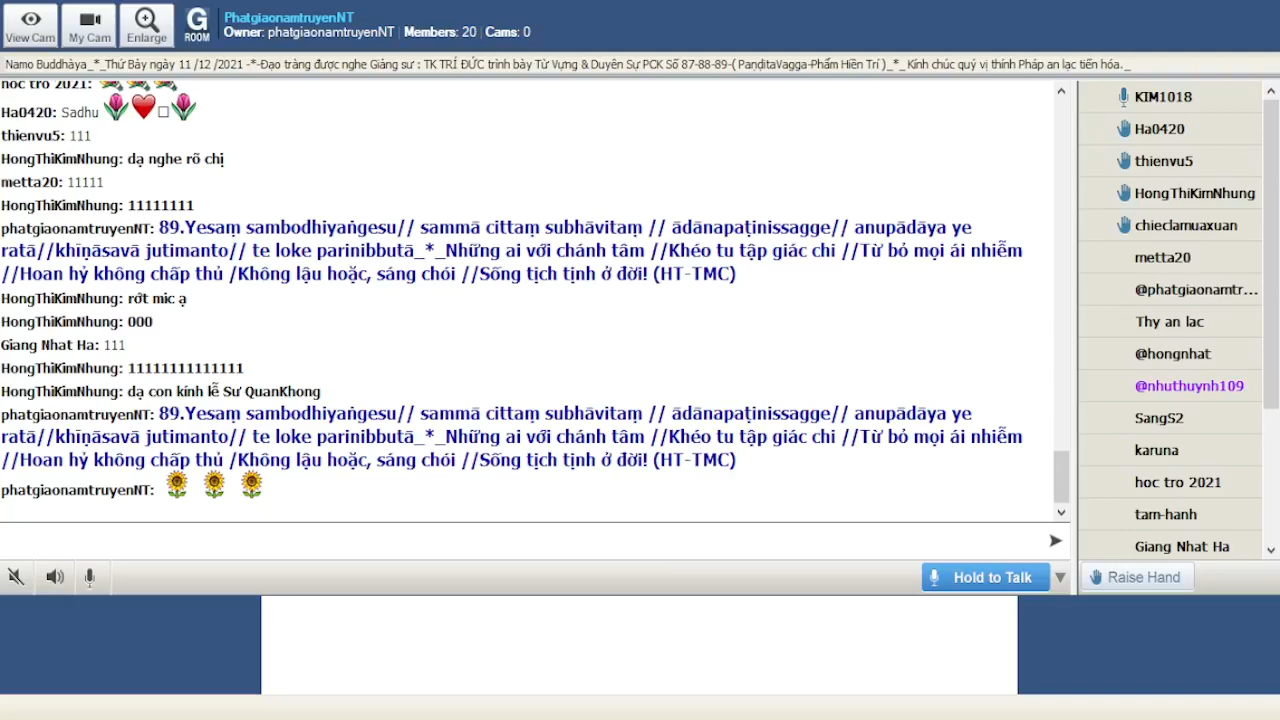 View Cam
My Cam
Enlarge
G
ROOM
PhatgiaonamtruyenNT
Owner: phatgiaonamtruyenNT | Members: 20 | Cams: 0
Namo Buddhàya_*_Thứ Bảy ngày 11 /12 /2021 -*-Đạo tràng được nghe Giảng sư : TK TRÍ ĐỨC trình bày Từ Vựng & Duyên Sự PCK Số 87-88-89-( PaṇḍitaVagga-Phẩm Hiền Trí )_*_ Kính chúc quý vị thính Pháp an lạc tiến hóa._
hoc tro 2021:
Ha0420: Sadhu
thienvu5: 111
HongThiKimNhung: dạ nghe rõ chị
metta20: 11111
HongThiKimNhung: 11111111
phatgiaonamtruyenNT: 89.Yesaṃ sambodhiyaṅgesu// sammā cittaṃ subhāvitaṃ // ādānapaṭinissagge// anupādāya ye
ratā//khīṇāsavā jutimanto// te loke parinibbutā_*_Những ai với chánh tâm //Khéo tu tập giác chi //Từ bỏ mọi ái nhiễm
//Hoan hỷ không chấp thủ /Không lậu hoặc, sáng chói //Sống tịch tịnh ở đời! (HT-TMC)
HongThiKimNhung: rớt mic ạ
HongThiKimNhung: 000
Giang Nhat Ha: 111
HongThiKimNhung: 11111111111111
HongThiKimNhung: dạ con kính lễ Sư QuanKhong
phatgiaonamtruyenNT: 89.Yesaṃ sambodhiyaṅgesu// sammā cittaṃ subhāvitaṃ // ādānapaṭinissagge// anupādāya ye
ratā//khīṇāsavā jutimanto// te loke parinibbutā_*_Những ai với chánh tâm //Khéo tu tập giác chi //Từ bỏ mọi ái nhiễm
//Hoan hỷ không chấp thủ /Không lậu hoặc, sáng chói //Sống tịch tịnh ở đời! (HT-TMC)
phatgiaonamtruyenNT:
Hold to Talk
KIM1018
Ha0420
thienvu5
HongThiKimNhung
chieclamuaxuan
metta20
@phatgiaonamtr...
Thy an lac
@hongnhat
@nhuthuynh109
SangS2
karuna
hoc tro 2021
tam-hanh
Giang Nhat Ha
Raise Hand